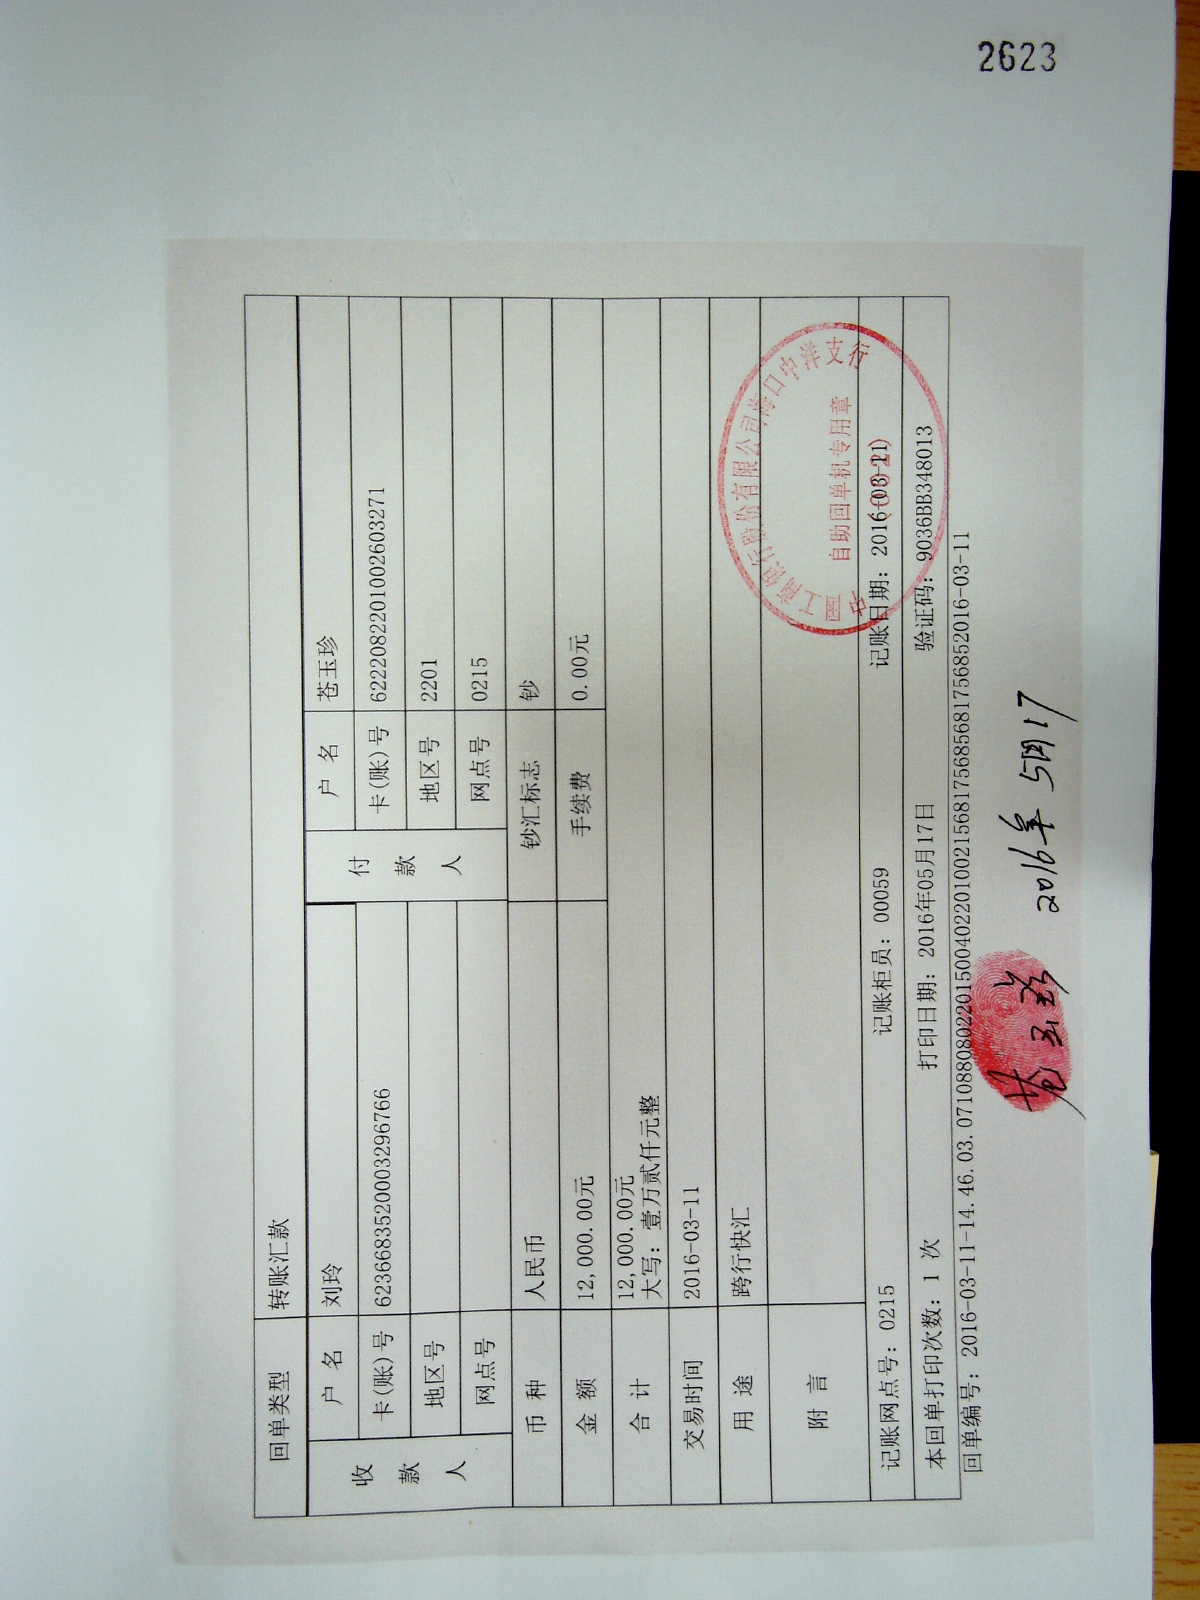 2623
回单类型 转账汇款
收款人 户名 刘玲 付款人 户名 苍玉珍
卡(账)号 6236683520003296766 卡(账)号 6222082201002603271
地区号 地区号 2201
网点号 网点号 0215
币种 人民币 钞汇标志 钞
金额 12,000.00元 手续费 0.00元
合计 12,000.00元
大写：壹万贰仟元整
交易时间 2016-03-11
用途 跨行快汇
附言
中国工商银行股份有限公司海口中洋支行
自助回单机专用章
记账网点号：0215 记账柜员：00059 记账日期：2016-03-11
本回单打印次数：1 次 打印日期：2016年05月17日 验证码：9036BB348013
回单编号：2016-03-11-14.46.03.071088080220150040220100215681756856817568520​16-03-11
苍玉珍 2016年5月17